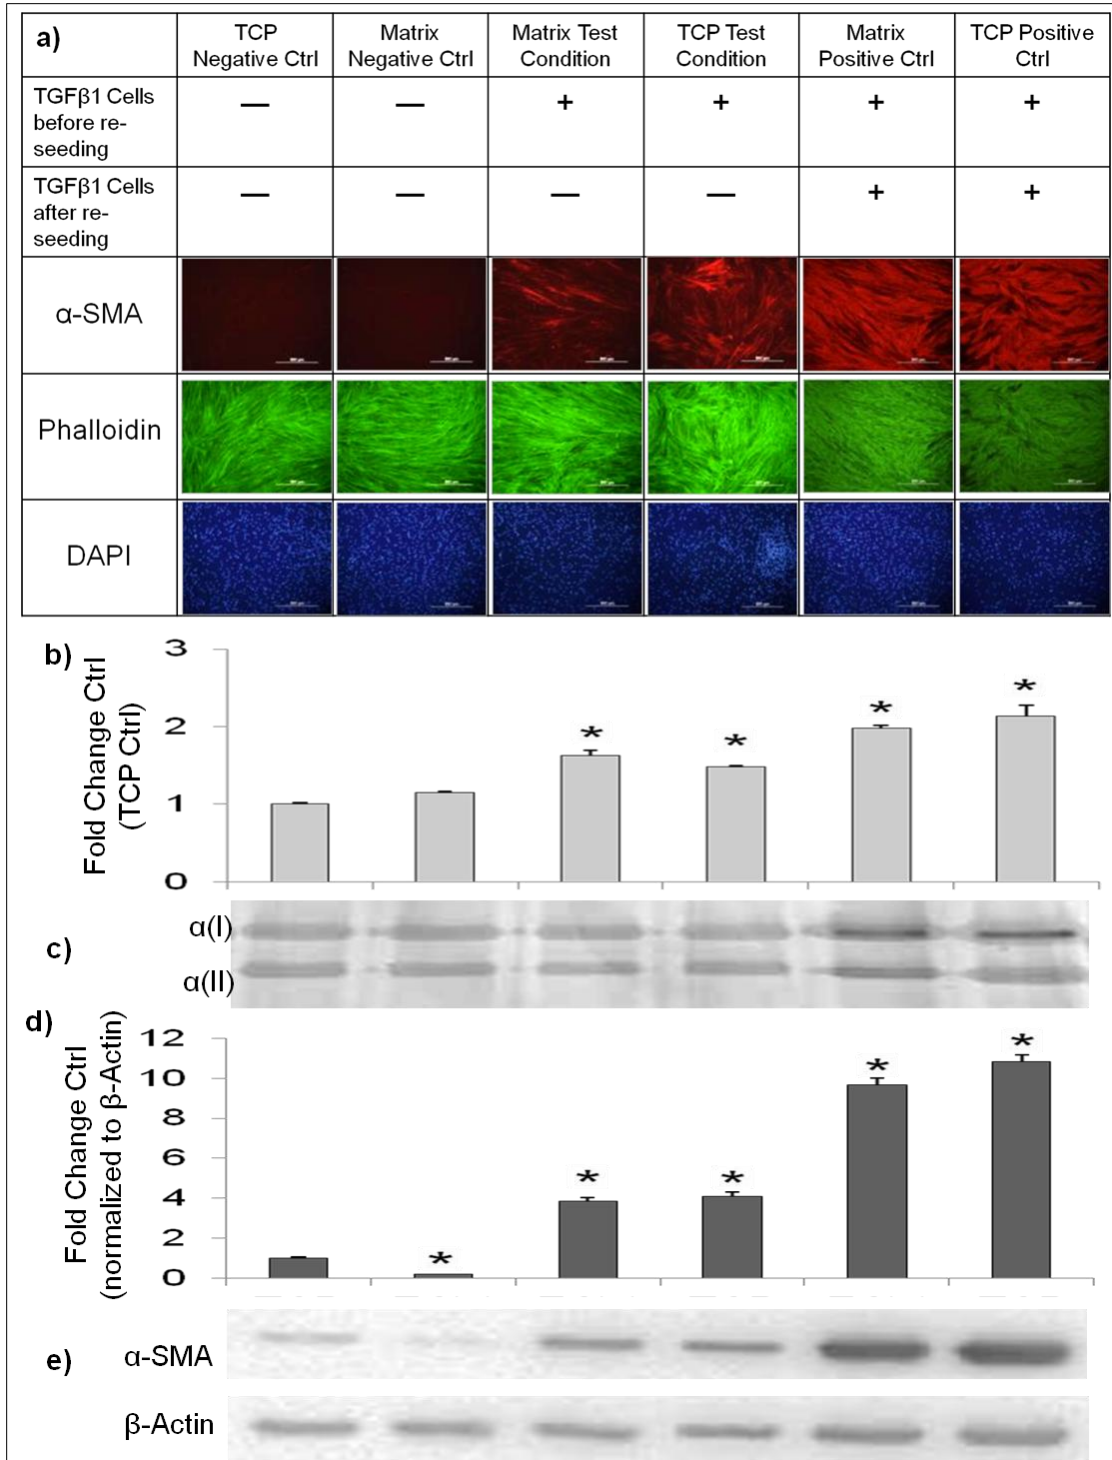 a)
TCP
Negative Ctrl
Matrix
Negative Ctrl
Matrix Test
Condition
TCP Test
Condition
Matrix
Positive Ctrl
TCP Positive
Ctrl
TGFβ1 Cells
before re-
seeding
— — + + + +
TGFβ1 Cells
after re-
seeding
— — — — + +
α-SMA
Phalloidin
DAPI
b)
Fold Change Ctrl
(TCP Ctrl)
3
2
1
0
* * * *
c)
α(I)
α(II)
d)
Fold Change Ctrl
(normalized to β-Actin)
12
10
8
6
4
2
0
* * * * *
e)
α-SMA
β-Actin